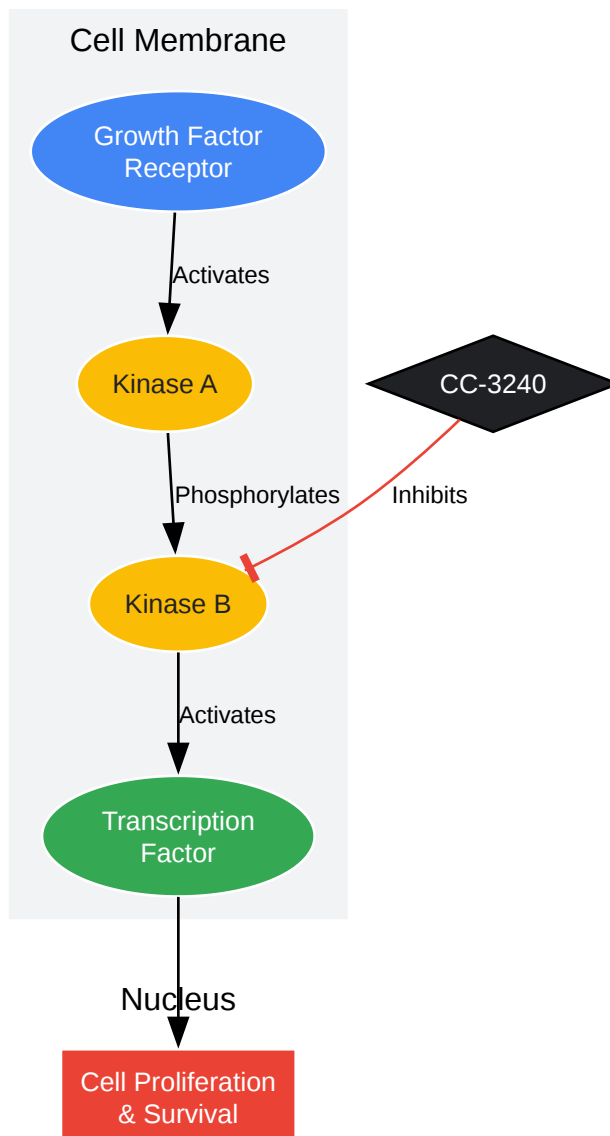 Cell Membrane
Growth Factor
Receptor
Activates
Kinase A
CC-3240
Phosphorylates
Inhibits
Kinase B
Activates
Transcription
Factor
Nucleus
Cell Proliferation
& Survival